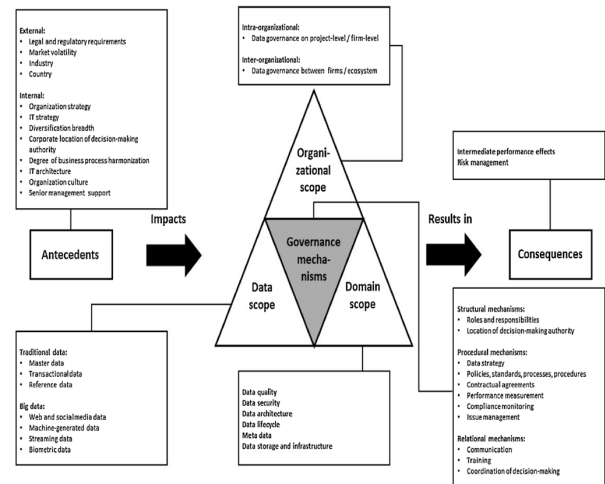 External:
• Legal and regulatory requirements
• Market volatility
• Industry
• Country
Internal:
• Organization strategy
• IT strategy
• Diversification breadth
• Corporate location of decision-making
authority
• Degree of business process harmonization
• IT architecture
• Organization culture
• Senior management support
Antecedents
Impacts
Intra-organizational:
• Data governance on project-level / firm-level
Inter-organizational:
• Data governance between firms / ecosystem
Organi-
zational
scope
Governance
mecha-
nisms
Data
scope
Domain
scope
Results in
Intermediate performance effects
Risk management
Consequences
Traditional data:
• Master data
• Transactional data
• Reference data
Big data:
• Web and social media data
• Machine-generated data
• Streaming data
• Biometric data
Data quality
Data security
Data architecture
Data lifecycle
Meta data
Data storage and infrastructure
Structural mechanisms:
• Roles and responsibilities
• Location of decision-making authority
Procedural mechanisms:
• Data strategy
• Policies, standards, processes, procedures
• Contractual agreements
• Performance measurement
• Compliance monitoring
• Issue management
Relational mechanisms:
• Communication
• Training
• Coordination of decision-making